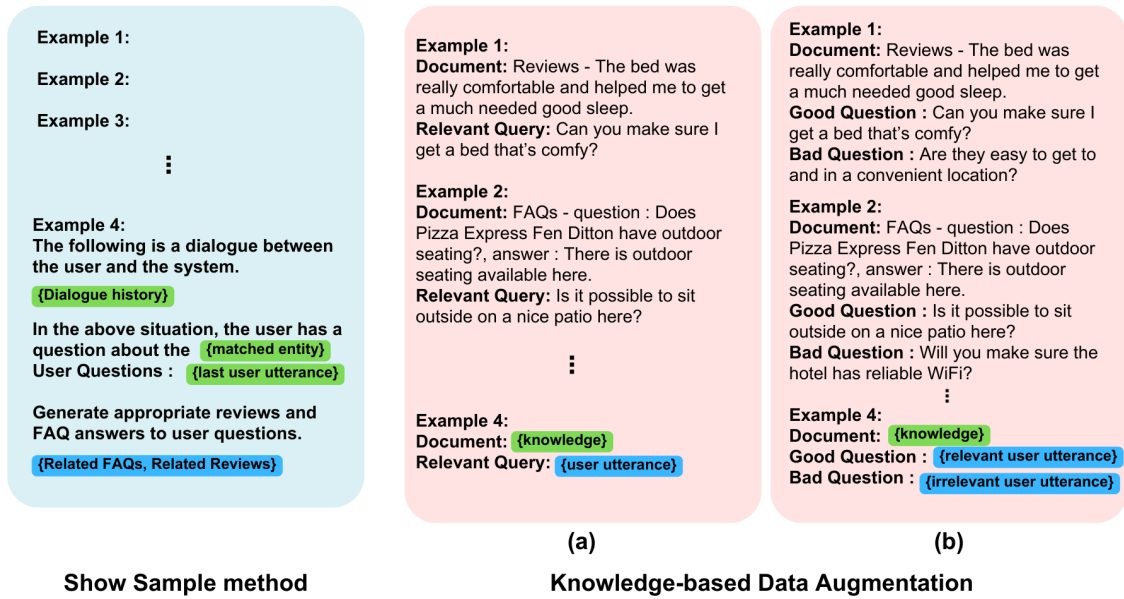 Example 1:
Example 2:
Example 3:
⋮
Example 4:
The following is a dialogue between
the user and the system.
{Dialogue history}
In the above situation, the user has a
question about the {matched entity}
User Questions : {last user utterance}
Generate appropriate reviews and
FAQ answers to user questions.
{Related FAQs, Related Reviews}
Show Sample method
Example 1:
Document: Reviews - The bed was
really comfortable and helped me to get
a much needed good sleep.
Relevant Query: Can you make sure I
get a bed that's comfy?
Example 2:
Document: FAQs - question : Does
Pizza Express Fen Ditton have outdoor
seating?, answer : There is outdoor
seating available here.
Relevant Query: Is it possible to sit
outside on a nice patio here?
⋮
Example 4:
Document: {knowledge}
Relevant Query: {user utterance}
(a)
Example 1:
Document: Reviews - The bed was
really comfortable and helped me to get
a much needed good sleep.
Good Question : Can you make sure I
get a bed that's comfy?
Bad Question : Are they easy to get to
and in a convenient location?
Example 2:
Document: FAQs - question : Does
Pizza Express Fen Ditton have outdoor
seating?, answer : There is outdoor
seating available here.
Good Question : Is it possible to sit
outside on a nice patio here?
Bad Question : Will you make sure the
hotel has reliable WiFi?
⋮
Example 4:
Document: {knowledge}
Good Question : {relevant user utterance}
Bad Question : {irrelevant user utterance}
(b)
Knowledge-based Data Augmentation